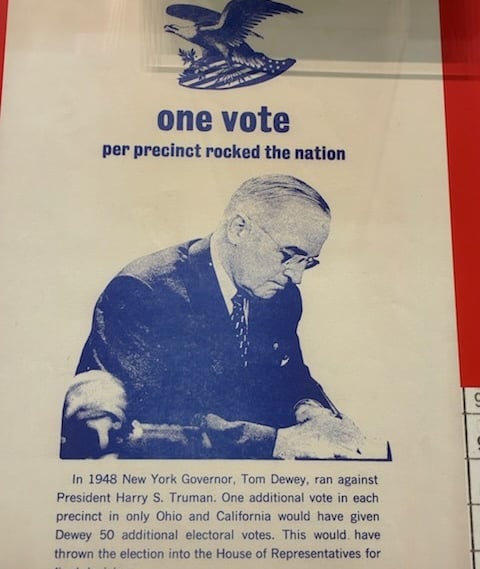 one vote
per precinct rocked the nation
In 1948 New York Governor, Tom Dewey, ran against
President Harry S. Truman. One additional vote in each
precinct in only Ohio and California would have given
Dewey 50 additional electoral votes. This would have
thrown the election into the House of Representatives for